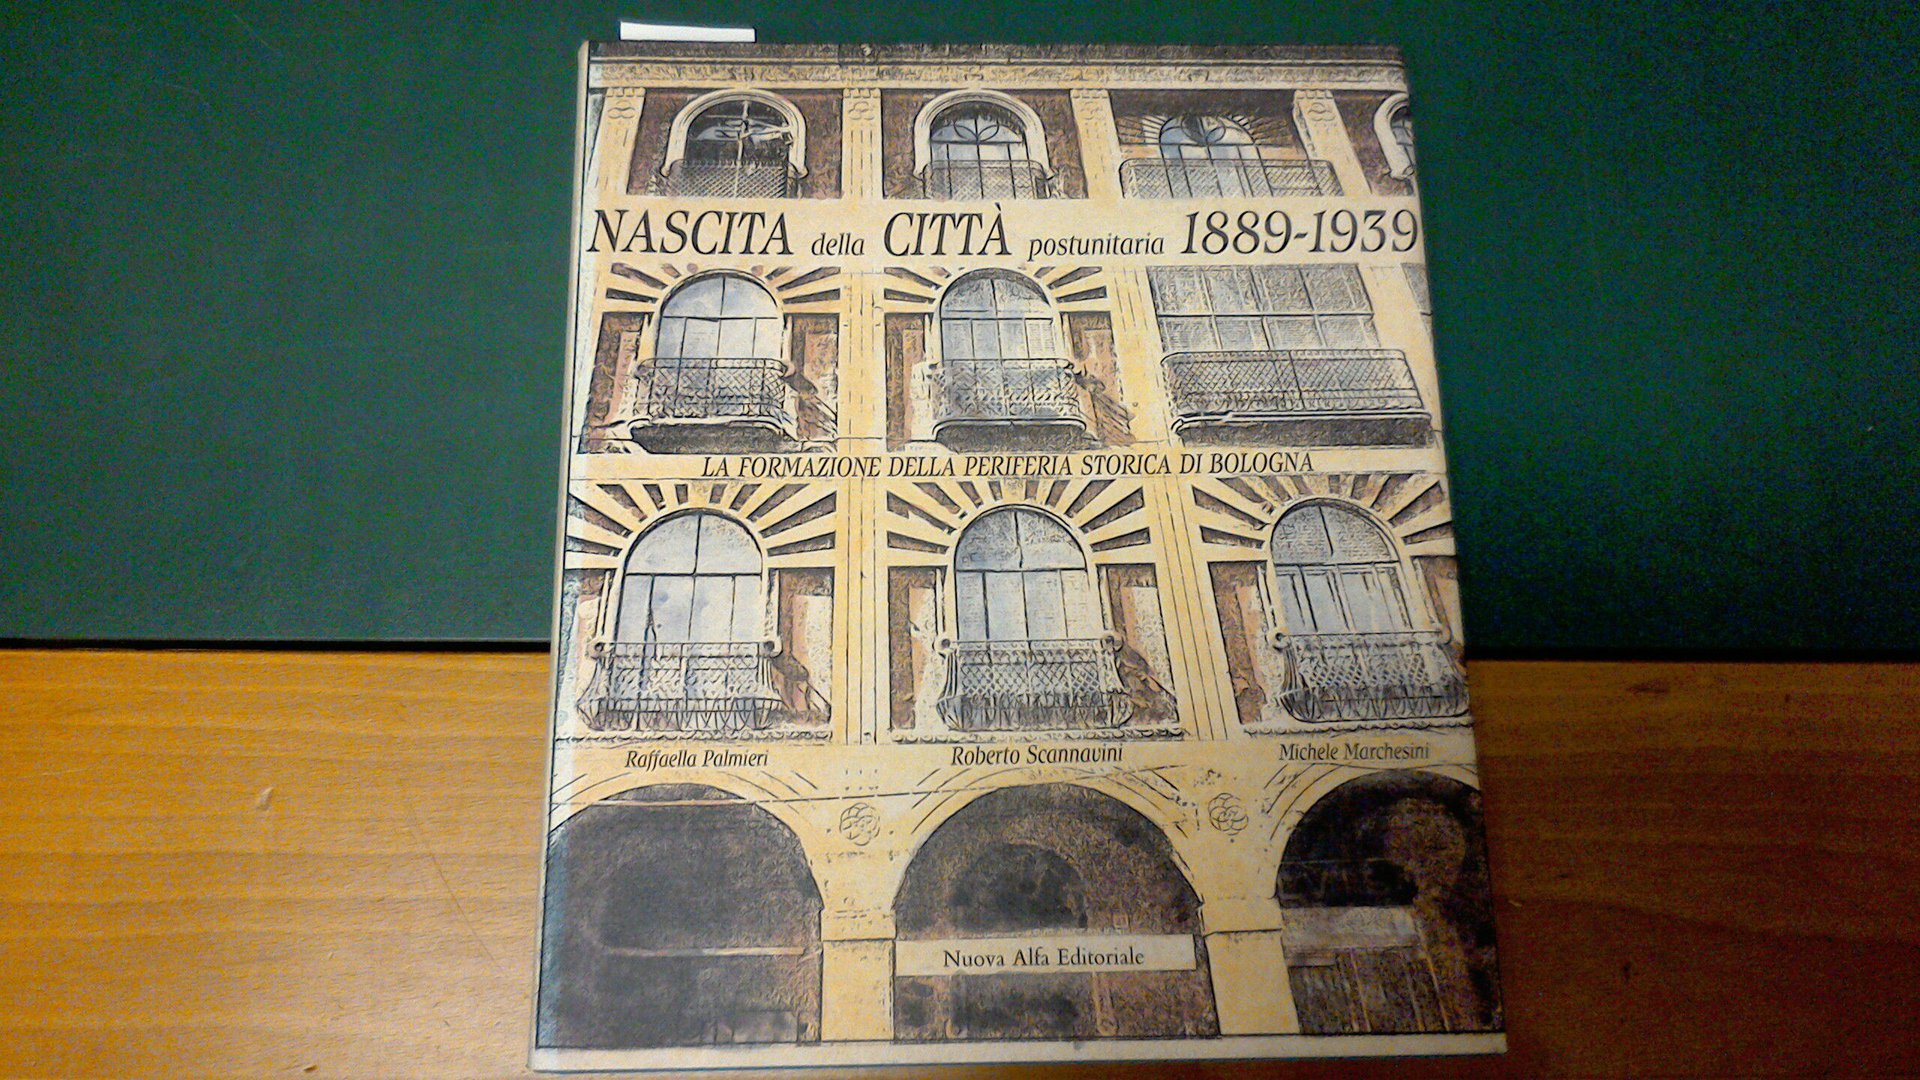 NASCITA della CITTÀ postunitaria 1889-1939
LA FORMAZIONE DELLA PERIFERIA STORICA DI BOLOGNA
Raffaella Palmieri Roberto Scannavini Michele Marchesini
Nuova Alfa Editoriale